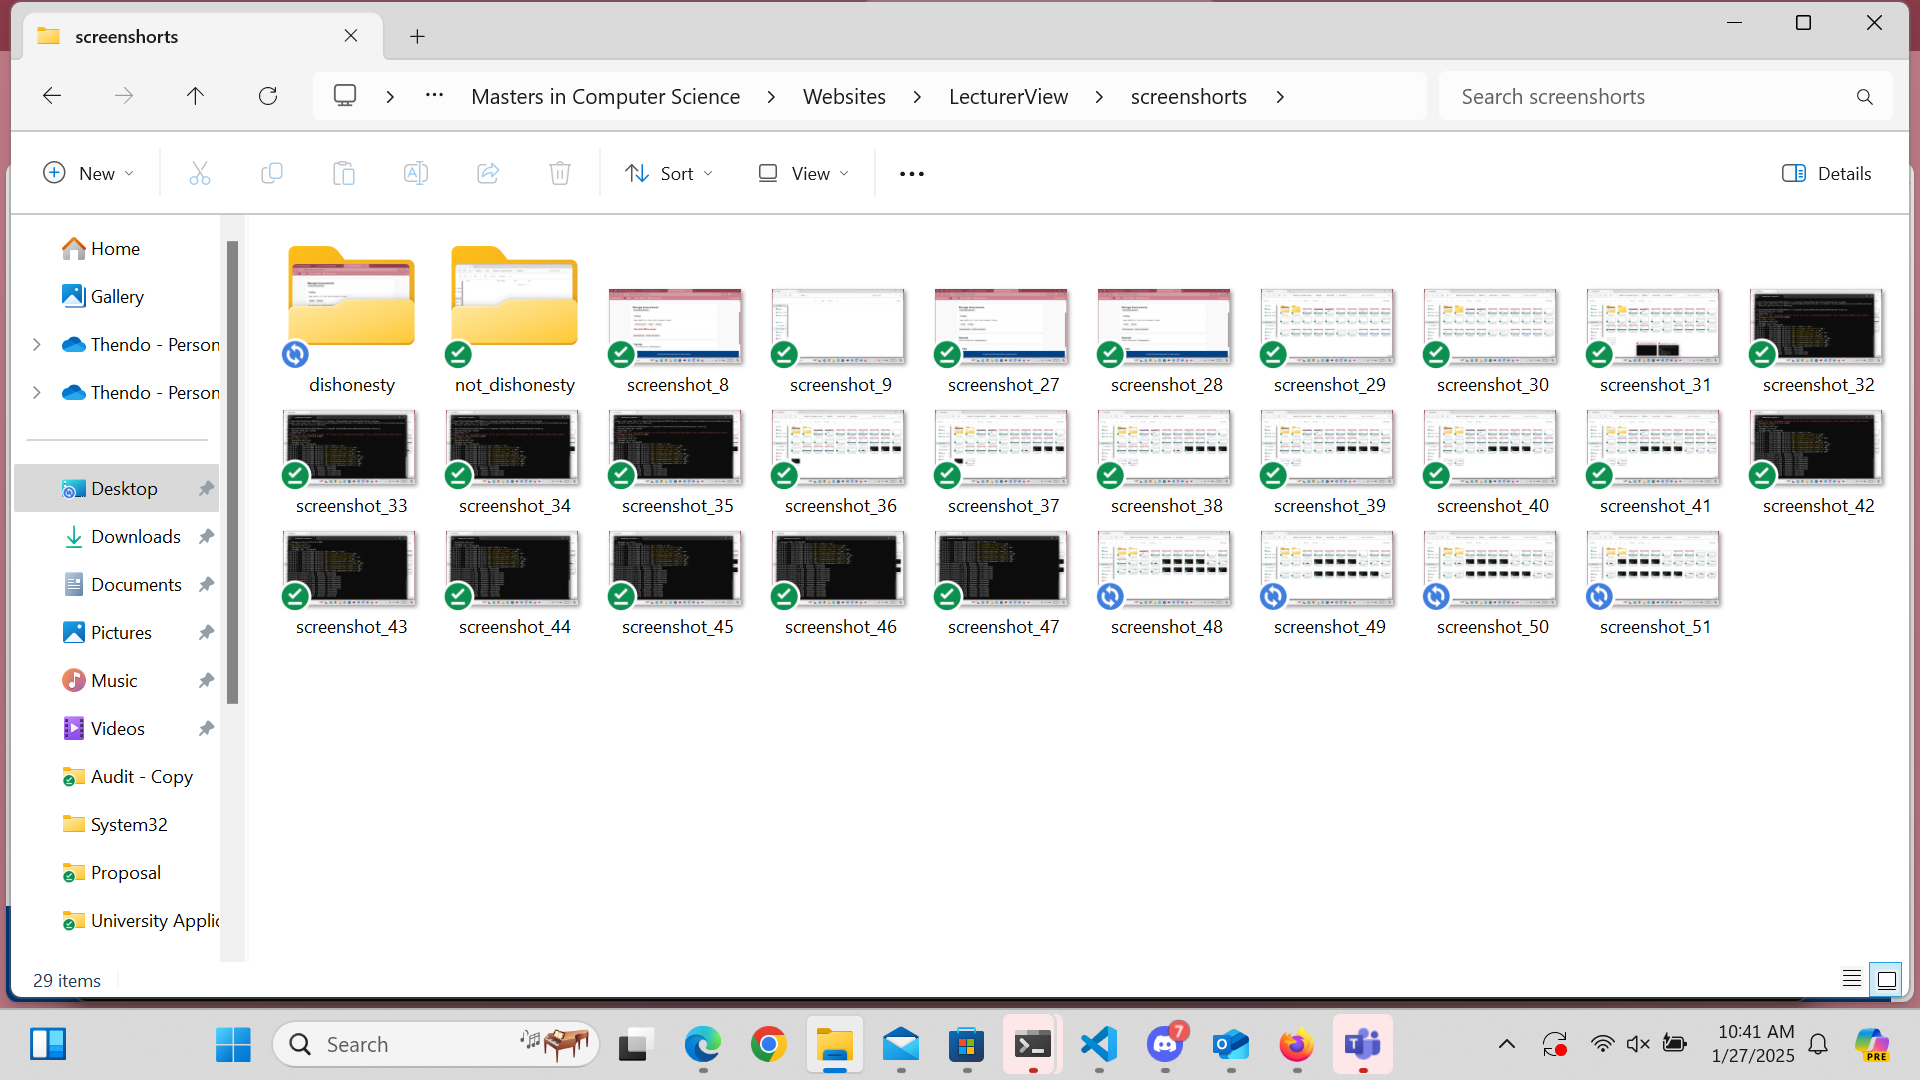 screenshorts
Masters in Computer Science
Websites
LecturerView
screenshorts
Search screenshorts
New
Sort
View
Details
Home
Gallery
Thendo - Person
Thendo - Person
Desktop
Downloads
Documents
Pictures
Music
Videos
Audit - Copy
System32
Proposal
University Applic
dishonesty
not_dishonesty
screenshot_8
screenshot_9
screenshot_27
screenshot_28
screenshot_29
screenshot_30
screenshot_31
screenshot_32
screenshot_33
screenshot_34
screenshot_35
screenshot_36
screenshot_37
screenshot_38
screenshot_39
screenshot_40
screenshot_41
screenshot_42
screenshot_43
screenshot_44
screenshot_45
screenshot_46
screenshot_47
screenshot_48
screenshot_49
screenshot_50
screenshot_51
29 items
Search
7
10:41 AM
1/27/2025
PRE